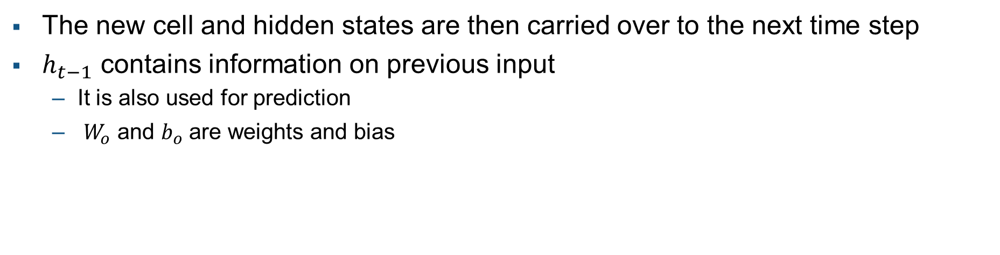 ▪ The new cell and hidden states are then carried over to the next time step
▪ $h_{t-1}$ contains information on previous input
– It is also used for prediction
– $W_o$ and $b_o$ are weights and bias